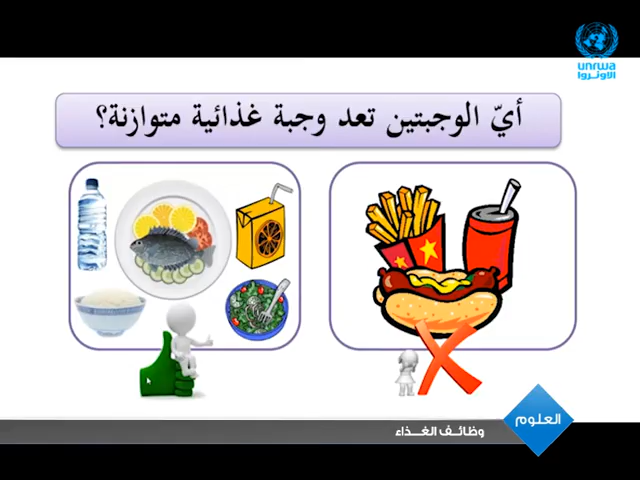 unrwa
الأونروا
أيّ الوجبتين تعد وجبة غذائية متوازنة؟
العلوم
وظائف الغذاء